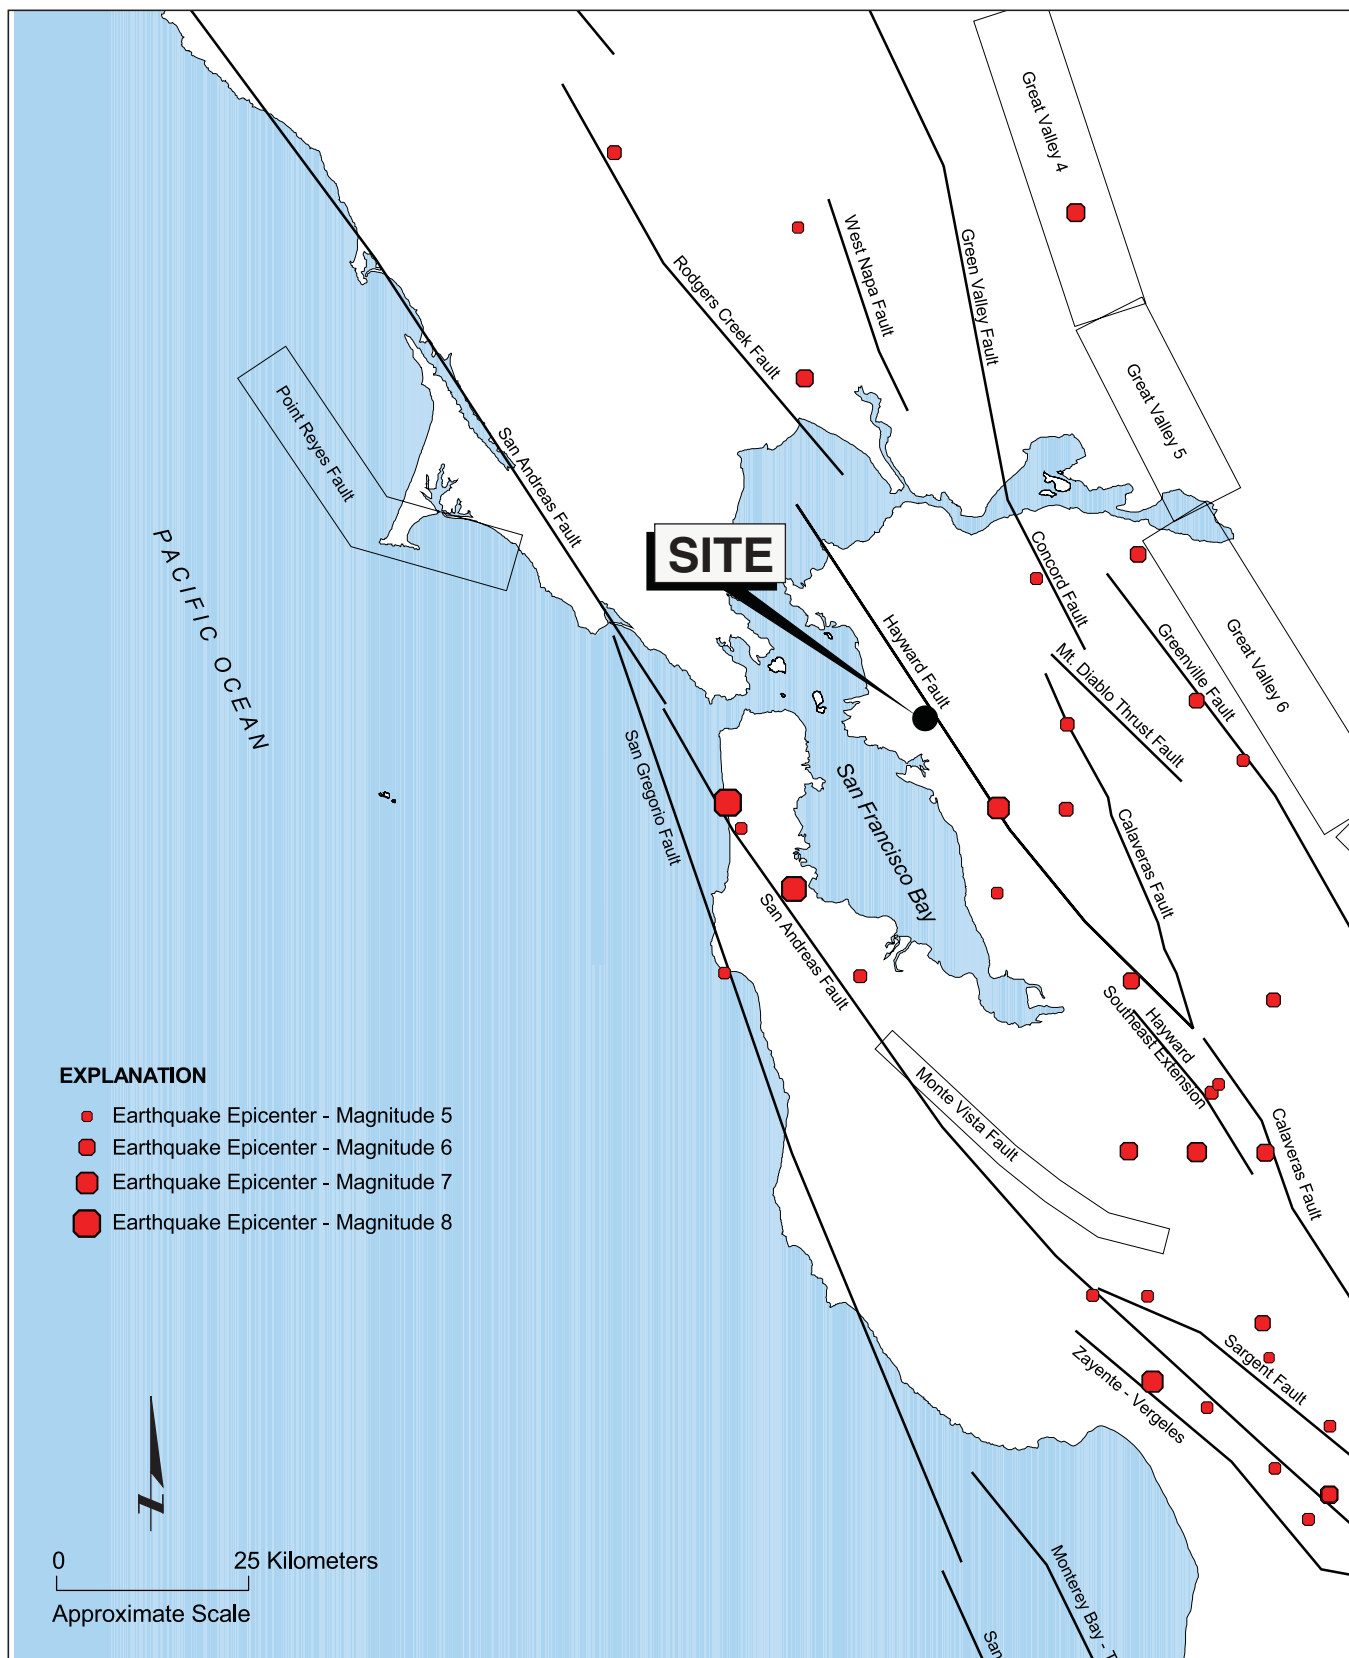 Great Valley 4
West Napa Fault
Green Valley Fault
Rodgers Creek Fault
Great Valley 5
Point Reyes Fault
San Andreas Fault
PACIFIC OCEAN
SITE
Concord Fault
Hayward Fault
Greenville Fault
Great Valley 6
Mt. Diablo Thrust Fault
San Gregorio Fault
San Francisco Bay
Calaveras Fault
San Andreas Fault
Hayward
Southeast Extension
Monte Vista Fault
Calaveras Fault
EXPLANATION
Earthquake Epicenter - Magnitude 5
Earthquake Epicenter - Magnitude 6
Earthquake Epicenter - Magnitude 7
Earthquake Epicenter - Magnitude 8
Sargent Fault
Zayente - Vergeles
Z
0 25 Kilometers
Approximate Scale
Monterey Bay - T
San